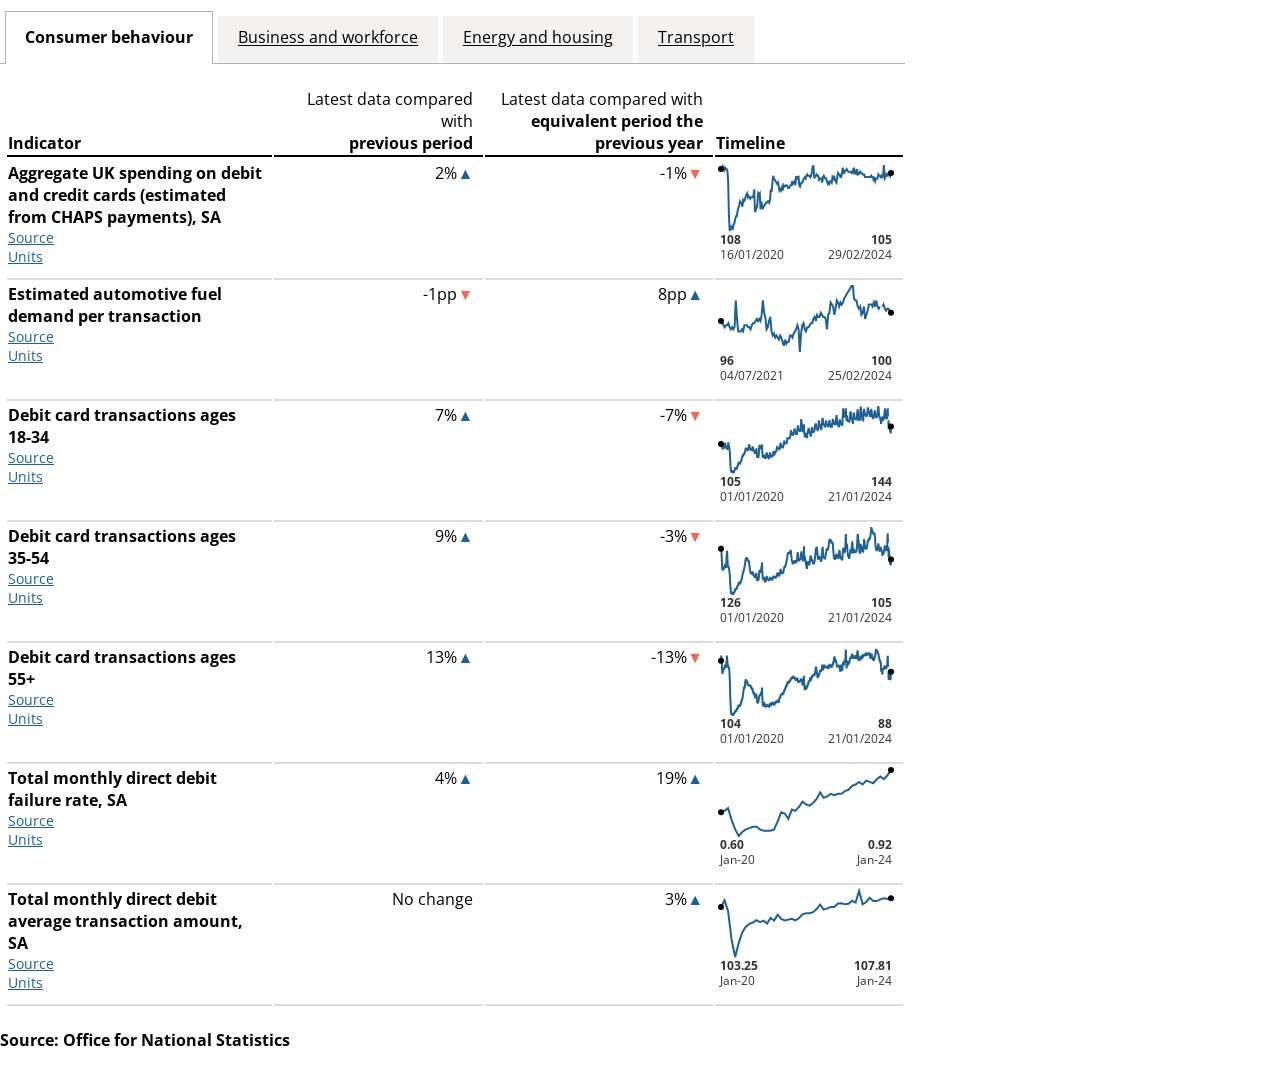 Consumer behaviour
Business and workforce
Energy and housing
Transport
Indicator
Latest data compared
with
previous period
Latest data compared with
equivalent period the
previous year
Timeline
Aggregate UK spending on debit
and credit cards (estimated
from CHAPS payments), SA
Source
Units
2%▲
-1%▼
108
16/01/2020
105
29/02/2024
Estimated automotive fuel
demand per transaction
Source
Units
-1pp▼
8pp▲
96
04/07/2021
100
25/02/2024
Debit card transactions ages
18-34
Source
Units
7%▲
-7%▼
105
01/01/2020
144
21/01/2024
Debit card transactions ages
35-54
Source
Units
9%▲
-3%▼
126
01/01/2020
105
21/01/2024
Debit card transactions ages
55+
Source
Units
13%▲
-13%▼
104
01/01/2020
88
21/01/2024
Total monthly direct debit
failure rate, SA
Source
Units
4%▲
19%▲
0.60
Jan-20
0.92
Jan-24
Total monthly direct debit
average transaction amount,
SA
Source
Units
No change
3%▲
103.25
Jan-20
107.81
Jan-24
Source: Office for National Statistics